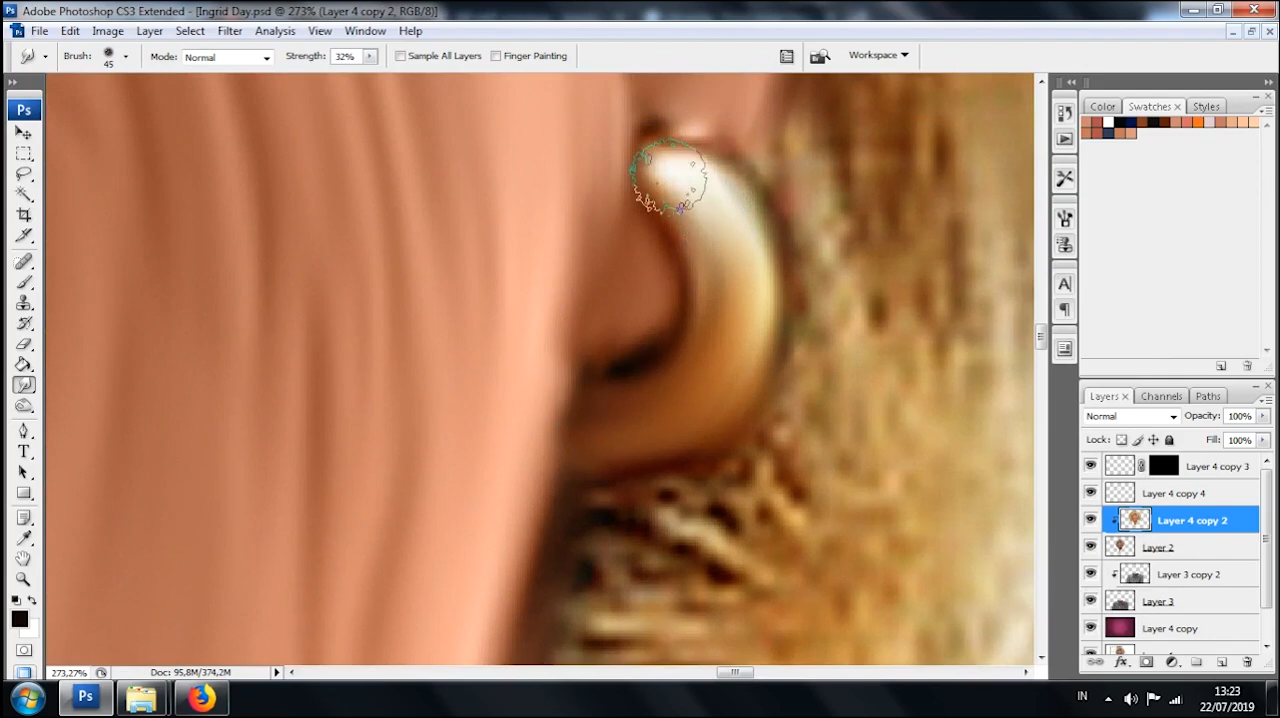 Adobe Photoshop CS3 Extended - [Ingrid Day.psd @ 273% (Layer 4 copy 2, RGB/8)]
File Edit Image Layer Select Filter Analysis View Window Help
Brush: 45 Mode: Normal Strength: 32% Sample All Layers Finger Painting Workspace
Ps
Color Swatches × Styles
Layers × Channels Paths
Normal Opacity: 100%
Lock: Fill: 100%
Layer 4 copy 3
Layer 4 copy 4
Layer 4 copy 2
Layer 2
Layer 3 copy 2
Layer 3
Layer 4 copy
273,27% Doc: 95,8M/374,2M
IN 13:23
22/07/2019